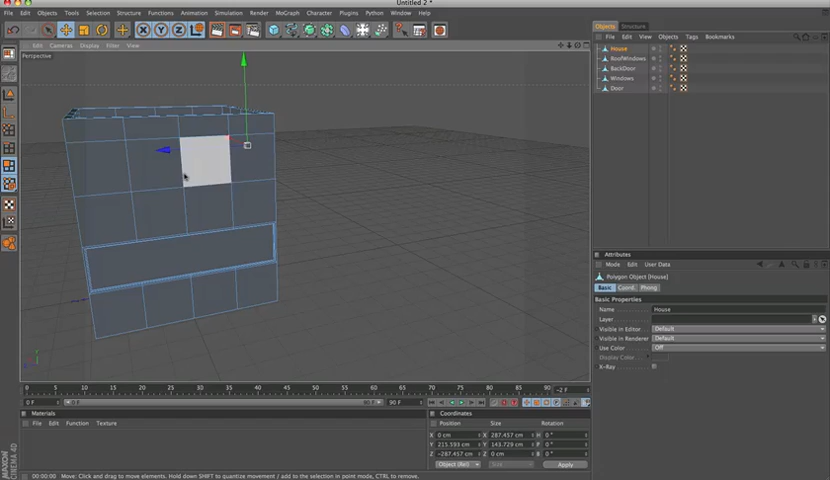 Untitled 2 *
File Edit Objects Tools Selection Structure Functions Animation Simulation Render MoGraph Character Plugins Python Window Help
Edit Cameras Display Filter View
Perspective
Objects Structure
File Edit View Objects Tags Bookmarks
House
RoofWindows
BackDoor
Windows
Door
Attributes
Mode Edit User Data
Polygon Object [House]
Basic Coord. Phong
Basic Properties
Name House
Layer
Visible in Editor Default
Visible in Renderer Default
Use Color Off
Display Color
X-Ray
0 5 10 15 20 25 30 35 40 45 50 55 60 65 70 75 80 85 90 -2 F
0 F 0 F 90 F 90 F
Materials
File Edit Function Texture
Coordinates
Position Size Rotation
X 0 cm X 287.457 cm H 0 °
Y 215.593 cm Y 143.729 cm P 0 °
Z -287.457 cm Z 0 cm B 0 °
Object (Rel) Size Apply
MAXON
CINEMA 4D
00:00:00 Move: Click and drag to move elements. Hold down SHIFT to quantize movement / add to the selection in point mode, CTRL to remove.